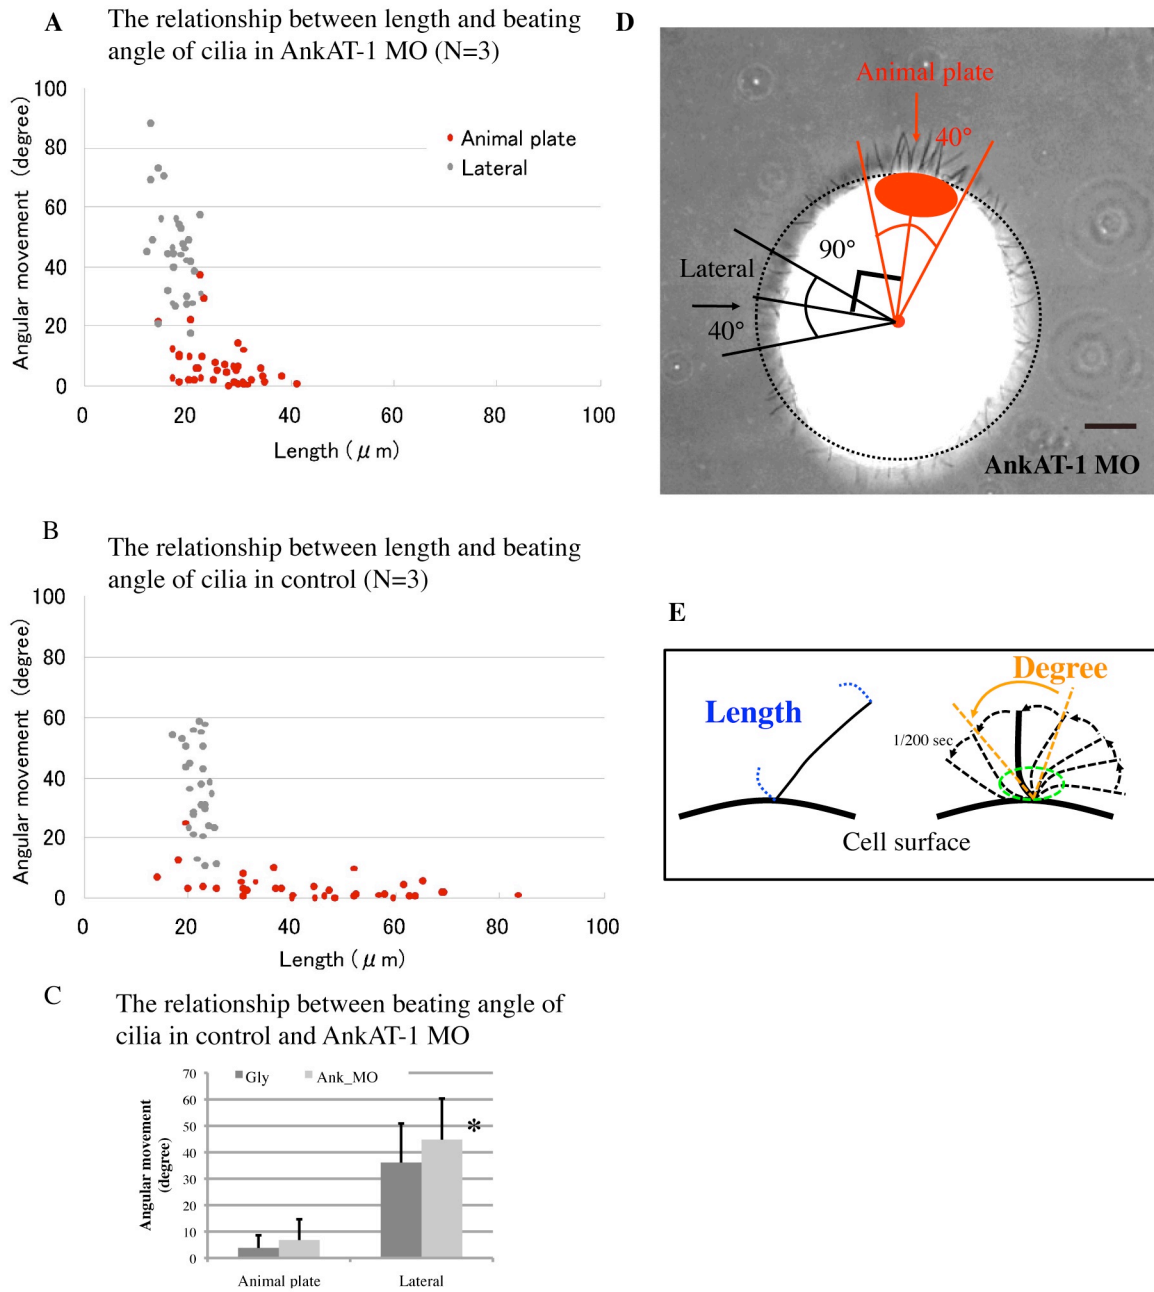 A
The relationship between length and beating
angle of cilia in AnkAT-1 MO (N=3)
Angular movement (degree)
100
80
60
40
20
0
Animal plate
Lateral
0 20 40 60 80 100
Length (μm)
B
The relationship between length and beating
angle of cilia in control (N=3)
Angular movement (degree)
100
80
60
40
20
0
0 20 40 60 80 100
Length (μm)
C
The relationship between beating angle of
cilia in control and AnkAT-1 MO
Angular movement
(degree)
70
60
50
40
30
20
10
0
Gly Ank_MO
*
Animal plate Lateral
D
Animal plate
40°
90°
Lateral
40°
AnkAT-1 MO
E
Length
Degree
1/200 sec
Cell surface